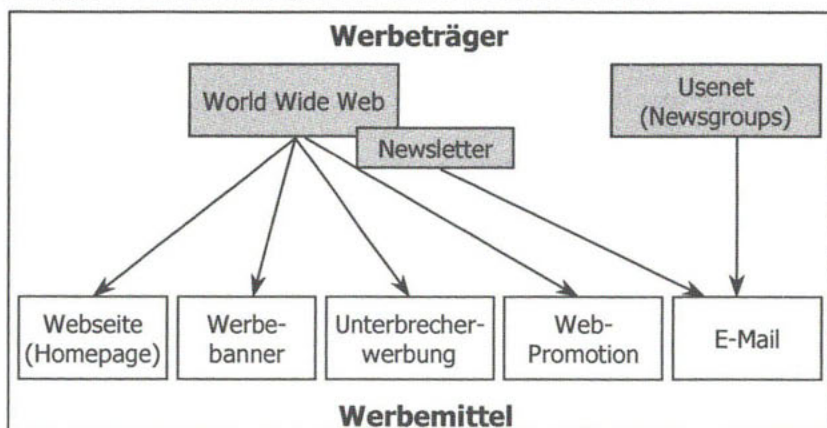 Werbeträger
World Wide Web
Newsletter
Usenet
(Newsgroups)
Webseite
(Homepage)
Werbe-
banner
Unterbrecher-
werbung
Web-
Promotion
E-Mail
Werbemittel